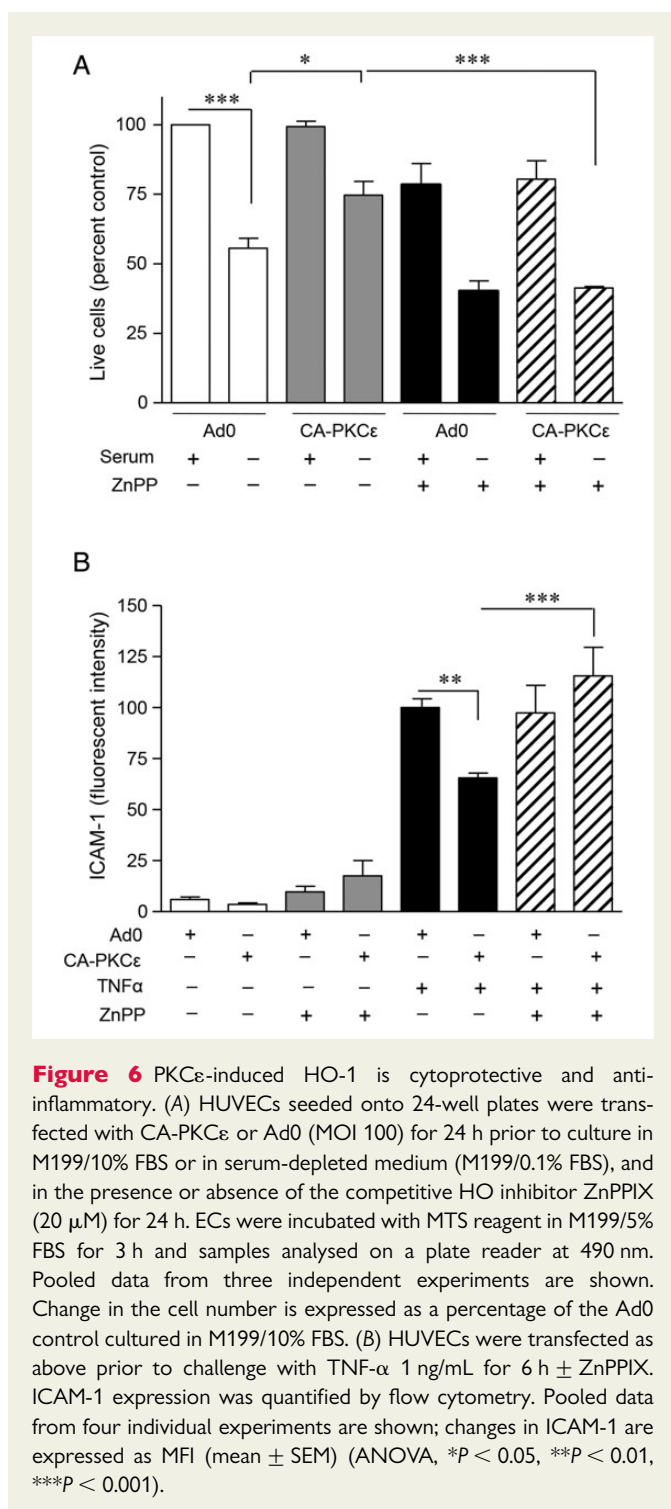 A
*
***
***
100
75
50
25
0
Live cells (percent control)
Ad0
CA-PKCε
Ad0
CA-PKCε
Serum + − + − + − + −
ZnPP − − − − + + + +
B
150
125
100
75
50
25
0
ICAM-1 (fluorescent intensity)
***
**
Ad0 + − + − + − + −
CA-PKCε − + − + − + − +
TNFα − − − − + + + +
ZnPP − − + + − − + +
Figure 6 PKCε-induced HO-1 is cytoprotective and anti-
inflammatory. (A) HUVECs seeded onto 24-well plates were trans-
fected with CA-PKCε or Ad0 (MOI 100) for 24 h prior to culture in
M199/10% FBS or in serum-depleted medium (M199/0.1% FBS), and
in the presence or absence of the competitive HO inhibitor ZnPPIX
(20 μM) for 24 h. ECs were incubated with MTS reagent in M199/5%
FBS for 3 h and samples analysed on a plate reader at 490 nm.
Pooled data from three independent experiments are shown.
Change in the cell number is expressed as a percentage of the Ad0
control cultured in M199/10% FBS. (B) HUVECs were transfected as
above prior to challenge with TNF-α 1 ng/mL for 6 h ± ZnPPIX.
ICAM-1 expression was quantified by flow cytometry. Pooled data
from four individual experiments are shown; changes in ICAM-1 are
expressed as MFI (mean ± SEM) (ANOVA, *P < 0.05, **P < 0.01,
***P < 0.001).